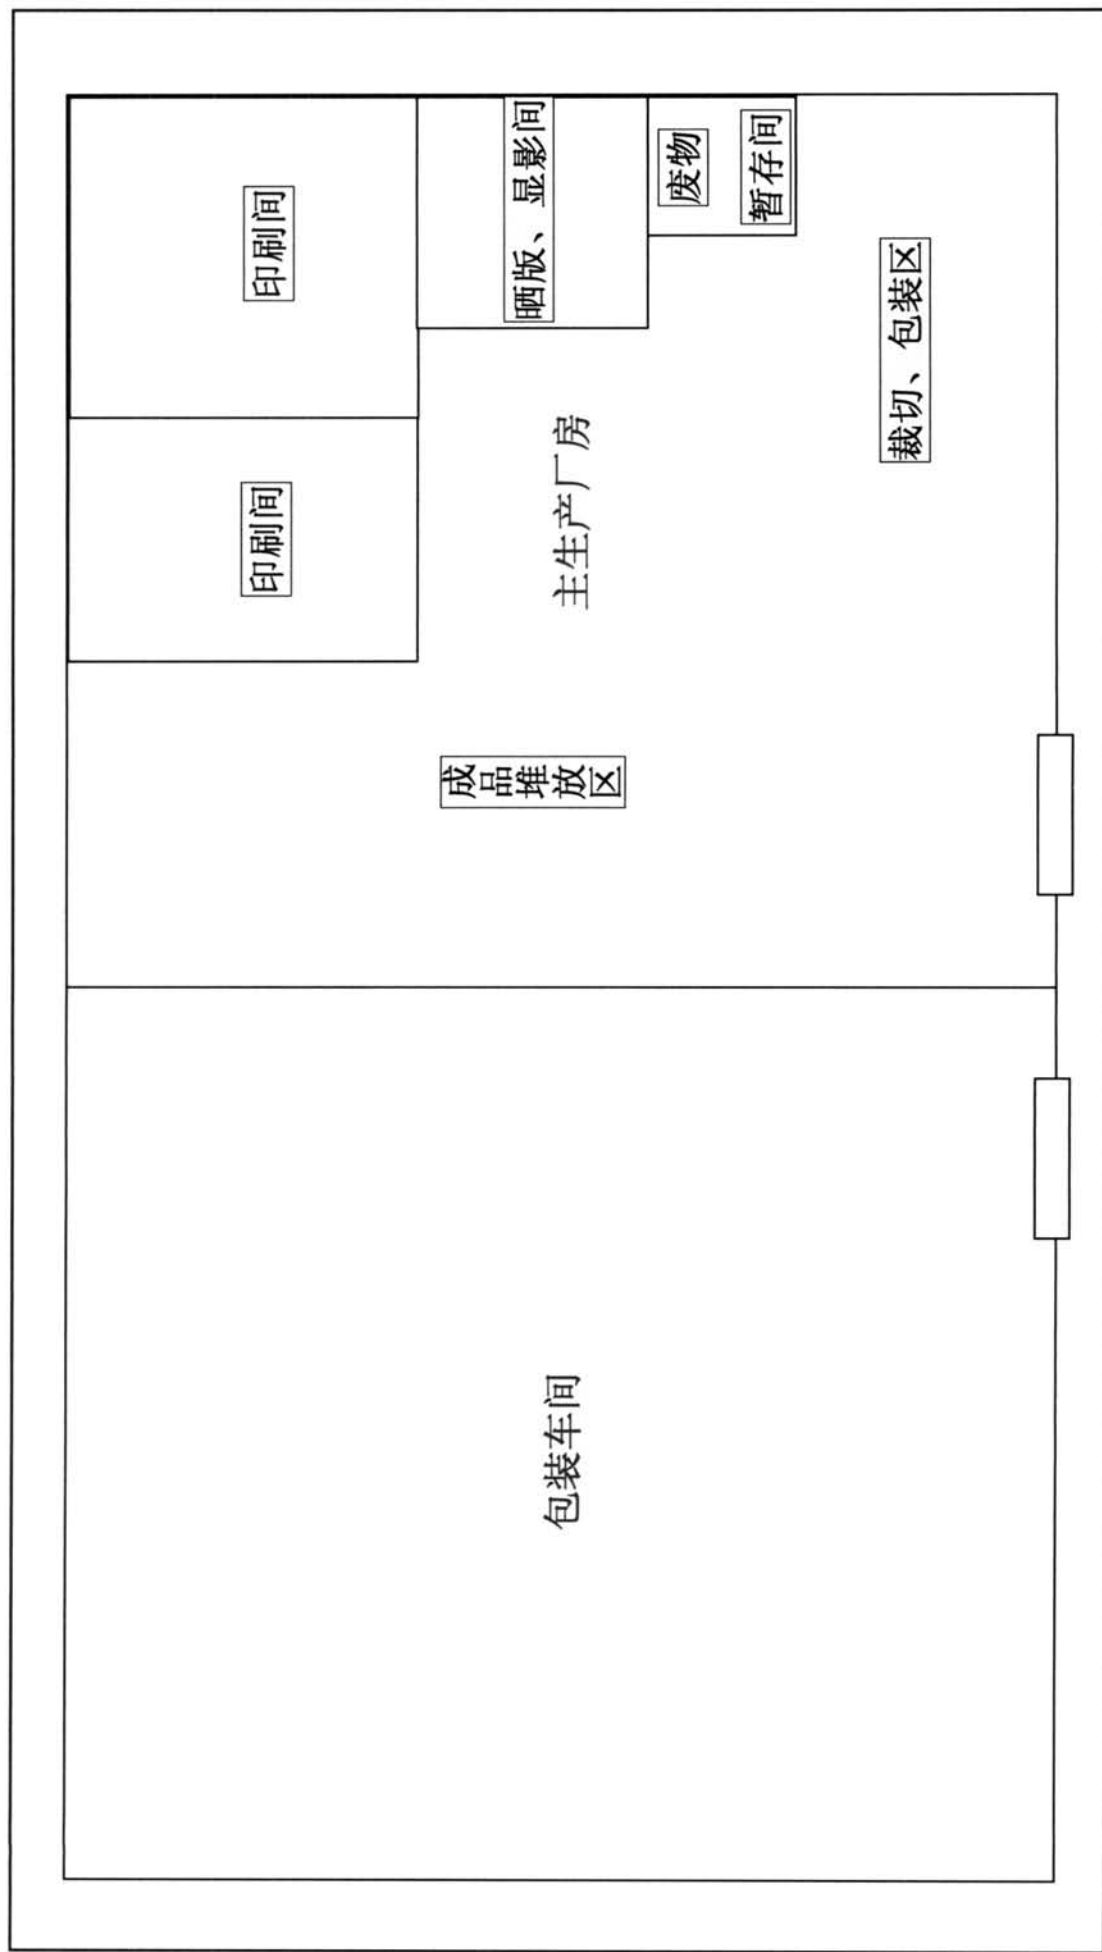 印刷间
印刷间
晒版、显影间
废物
暂存间
主生产厂房
裁切、包装区
成品堆放区
包装车间